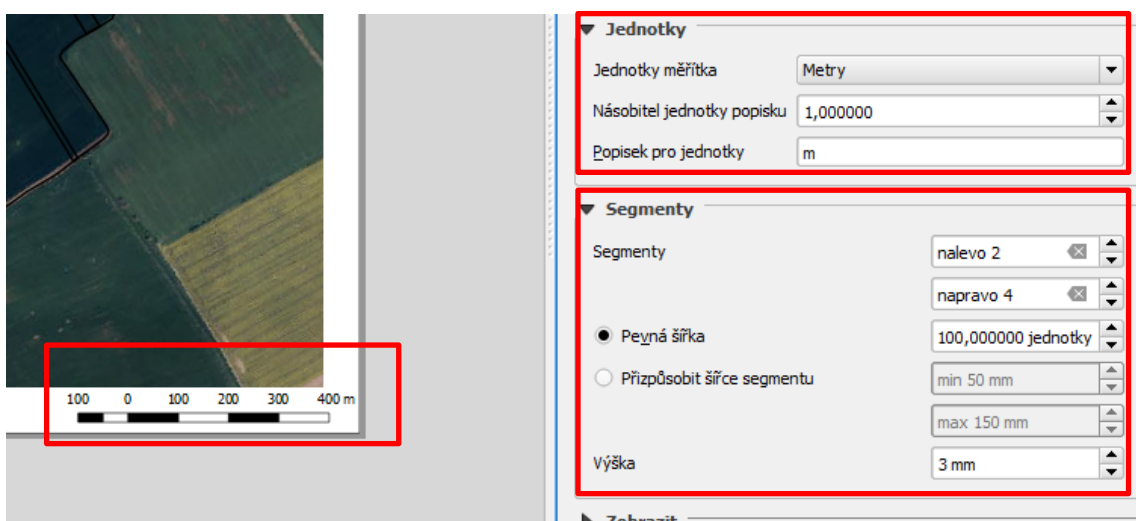 Jednotky
Jednotky měřítka Metry
Násobitel jednotky popisku 1,000000
Popisek pro jednotky m
Segmenty
Segmenty nalevo 2
napravo 4
Pevná šířka 100,000000 jednotky
Přizpůsobit šířce segmentu min 50 mm
max 150 mm
Výška 3 mm
Zobrazit
100 0 100 200 300 400 m